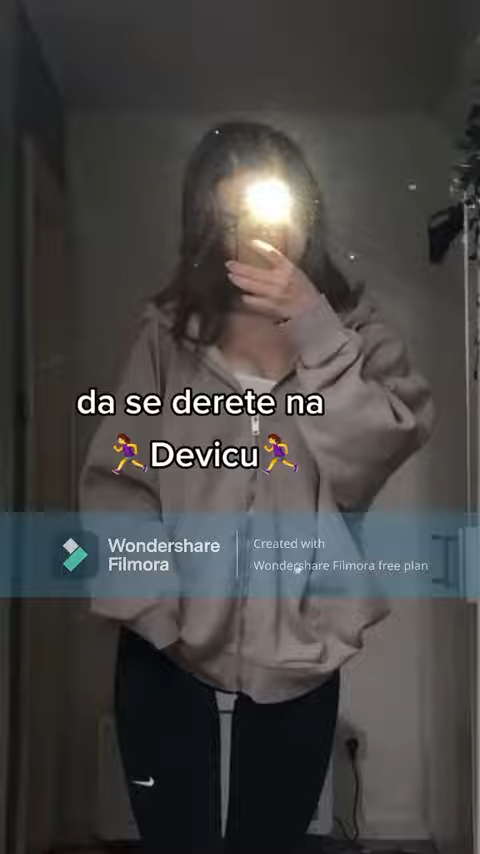 da se derete na
🏃‍♀️Devicu🏃‍♀️
Wondershare
Filmora
Created with
Wondershare Filmora free plan